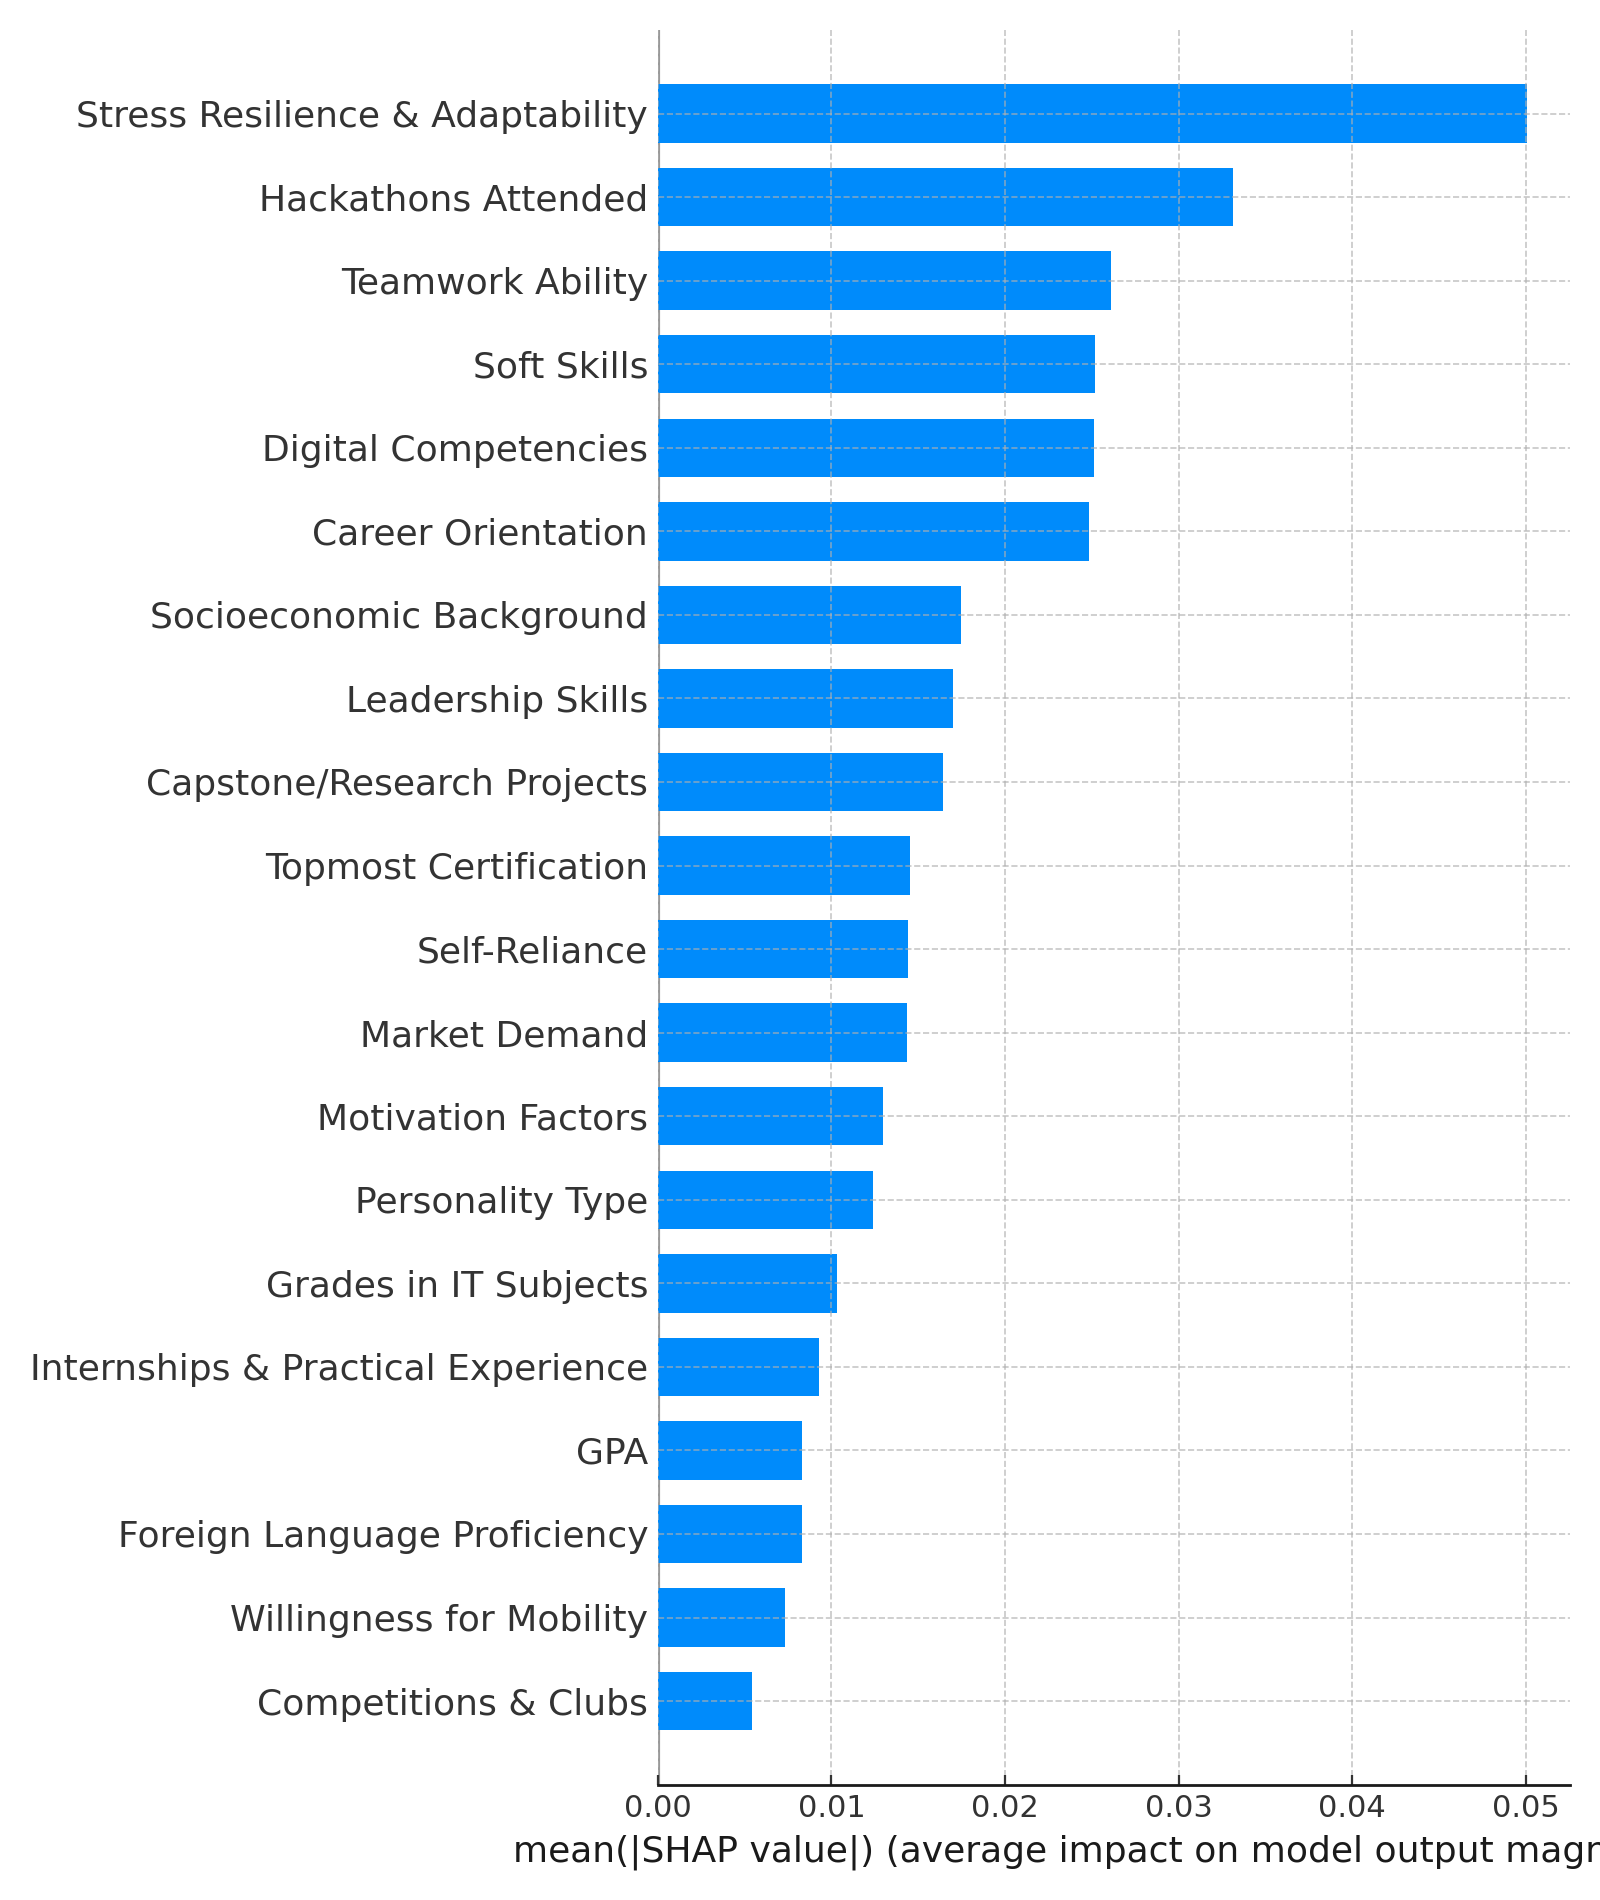 Stress Resilience & Adaptability
Hackathons Attended
Teamwork Ability
Soft Skills
Digital Competencies
Career Orientation
Socioeconomic Background
Leadership Skills
Capstone/Research Projects
Topmost Certification
Self-Reliance
Market Demand
Motivation Factors
Personality Type
Grades in IT Subjects
Internships & Practical Experience
GPA
Foreign Language Proficiency
Willingness for Mobility
Competitions & Clubs
0.00 0.01 0.02 0.03 0.04 0.05
mean(|SHAP value|) (average impact on model output